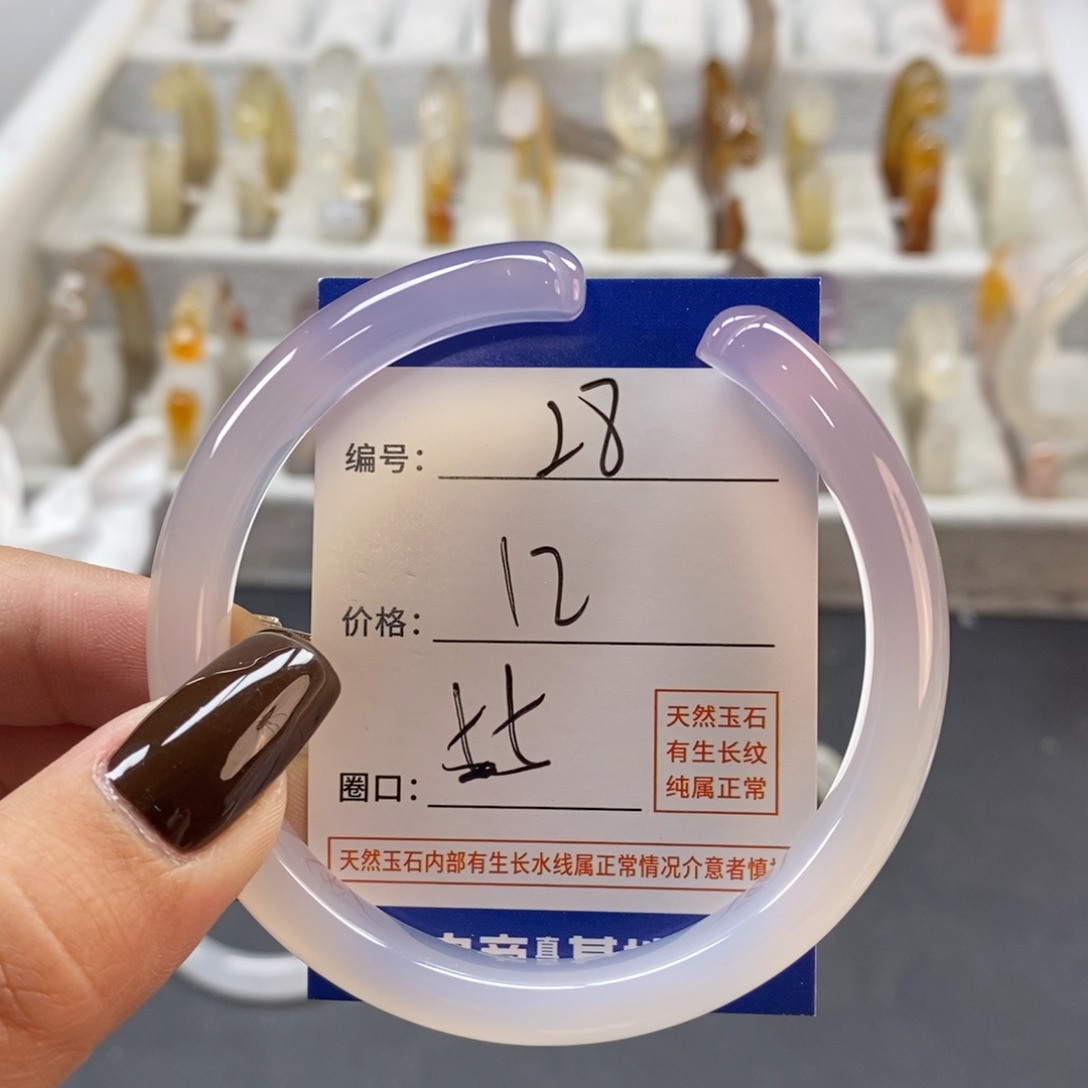 编号: 28
价格: 12
圈口:
天然玉石
有生长纹
纯属正常
天然玉石内部有生长水线属正常情况介意者慎